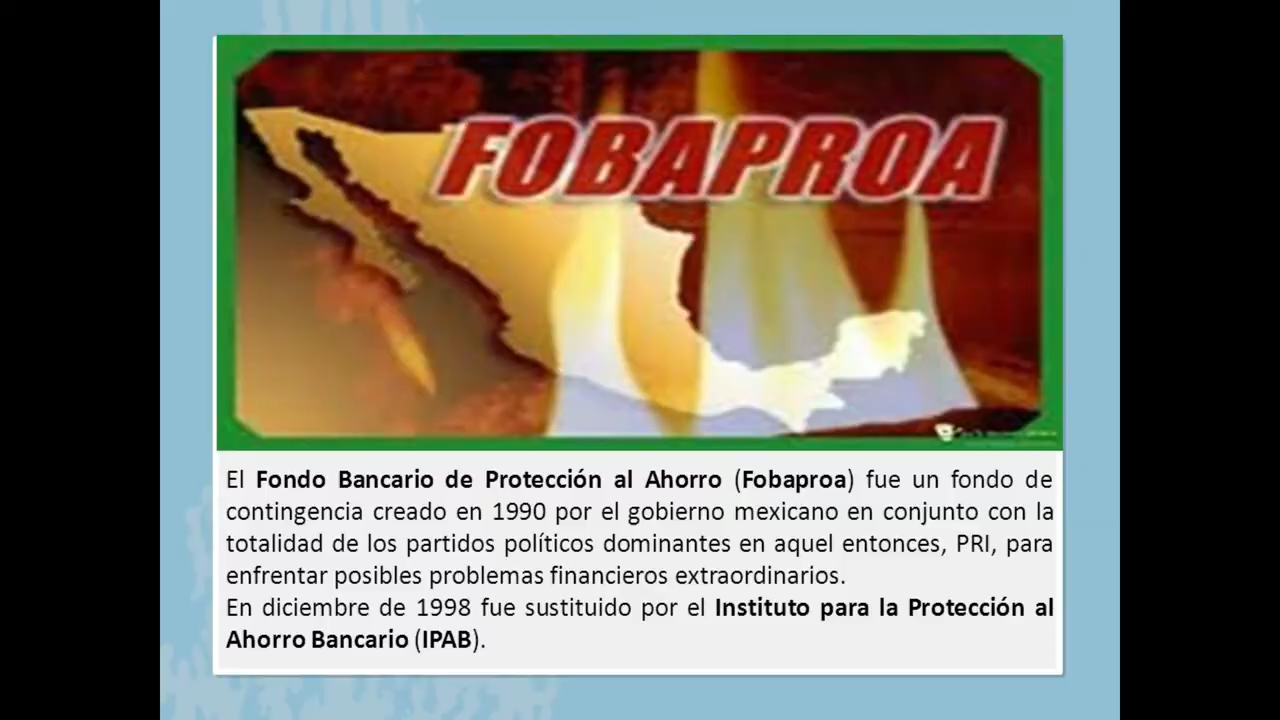 FOBAPROA
El Fondo Bancario de Protección al Ahorro (Fobaproa) fue un fondo de
contingencia creado en 1990 por el gobierno mexicano en conjunto con la
totalidad de los partidos políticos dominantes en aquel entonces, PRI, para
enfrentar posibles problemas financieros extraordinarios.
En diciembre de 1998 fue sustituido por el Instituto para la Protección al
Ahorro Bancario (IPAB).